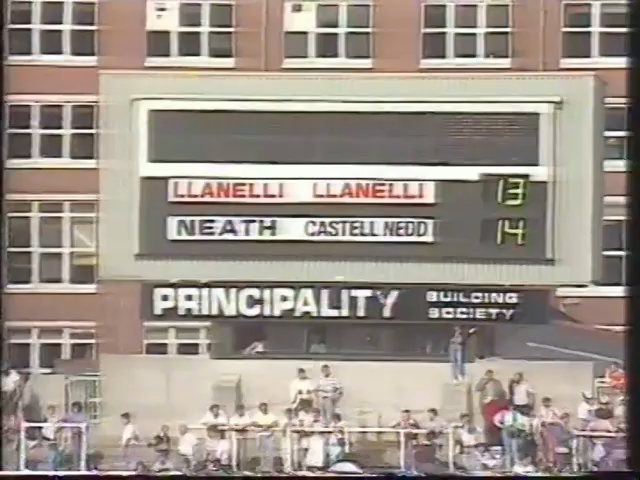 LLANELLI LLANELLI 13
NEATH CASTELL NEDD 14
PRINCIPALITY BUILDING SOCIETY